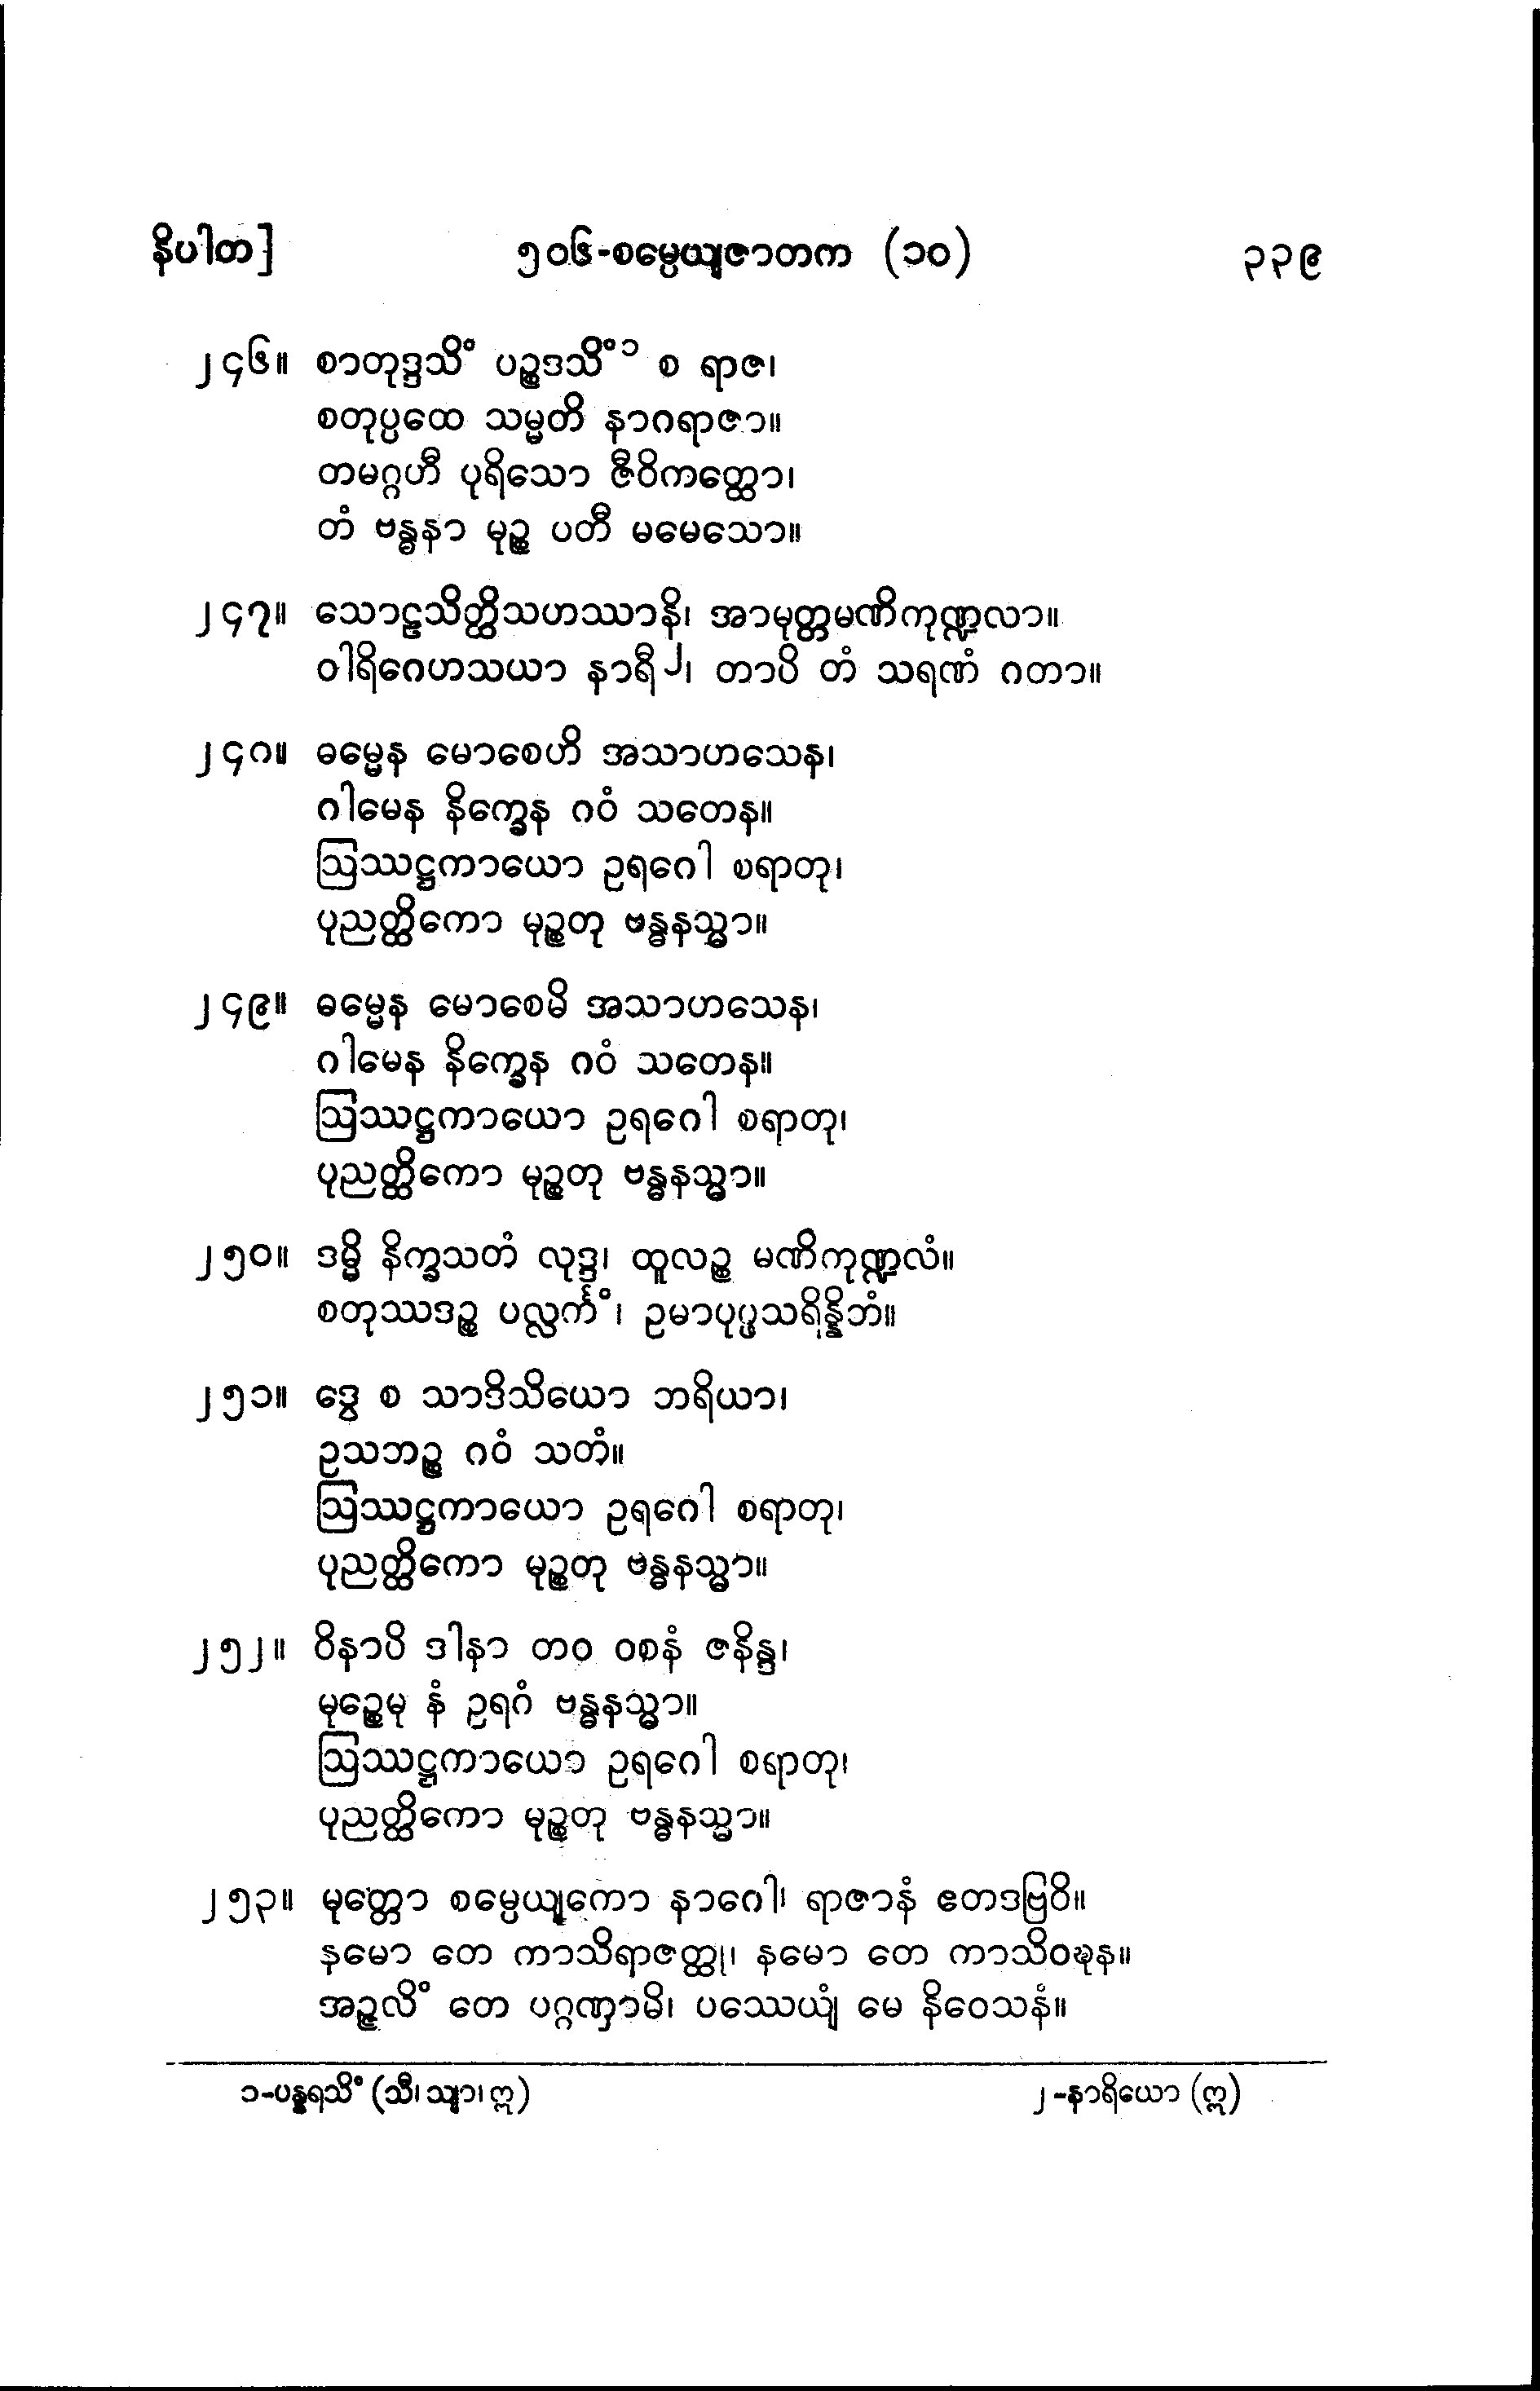 နိပါတ]	၅၀၆-စမ္ပေယျဇာတက (၁၀)	၃၃၉
၂၄၆။ စာတုဒ္ဒသိံ ပဉ္စဒသိံ၁ စ ရာဇ၊
စတုပ္ပထေ သမ္မတိ နာဂရာဇာ။
တမဂ္ဂဟီ ပုရိသော ဇီဝိကတ္ထော၊
တံ ဗန္ဓနာ မုဉ္စ ပတီ မမေသော။
၂၄၇။ သောဠသိတ္ထိသဟဿာနိ၊ အာမုတ္တမဏိကုဏ္ဍလာ။
ဝါရိဂေဟသယာ နာရီ၂၊ တာပိ တံ သရဏံ ဂတာ။
၂၄၈။ ဓမ္မေန မောစေဟိ အသာဟသေန၊
ဂါမေန နိက္ခေန ဂဝံ သတေန။
ဩဿဋ္ဌကာယော ဥရဂေါ စရာတု၊
ပုညတ္ထိကော မုဉ္စတု ဗန္ဓနသ္မာ။
၂၄၉။ ဓမ္မေန မောစေမိ အသာဟသေန၊
ဂါမေန နိက္ခေန ဂဝံ သတေန။
ဩဿဋ္ဌကာယော ဥရဂေါ စရာတု၊
ပုညတ္ထိကော မုဉ္စတု ဗန္ဓနသ္မာ။
၂၅၀။ ဒမ္မိ နိက္ခသတံ လုဒ္ဒ၊ ထူလဉ္စ မဏိကုဏ္ဍလံ။
စတုဿဒဉ္စ ပလ္လင်္ကံ၊ ဥမာပုပ္ဖသရိန္နိဘံ။
၂၅၁။ ဒွေ စ သာဒိသိယော ဘရိယာ၊
ဥသဘဉ္စ ဂဝံ သတံ။
ဩဿဋ္ဌကာယော ဥရဂေါ စရာတု၊
ပုညတ္ထိကော မုဉ္စတု ဗန္ဓနသ္မာ။
၂၅၂။ ဝိနာပိ ဒါနာ တဝ ဝစနံ ဇနိန္ဒ၊
မုဉ္စေမု နံ ဥရဂံ ဗန္ဓနသ္မာ။
ဩဿဋ္ဌကာယော ဥရဂေါ စရာတု၊
ပုညတ္ထိကော မုဉ္စတု ဗန္ဓနသ္မာ။
၂၅၃။ မုတ္တော စမ္ပေယျကော နာဂေါ၊ ရာဇာနံ ဧတဒဗြဝိ။
နမော တေ ကာသိရာဇတ္ထု၊ နမော တေ ကာသိဝဍ္ဎန။
အဉ္ဇလိံ တေ ပဂ္ဂဏှာမိ၊ ပဿေယျံ မေ နိဝေသနံ။
၁-ပန္နရသိံ (သီ၊ သျာ၊ ဣ)	၂-နာရိယော (ဣ)